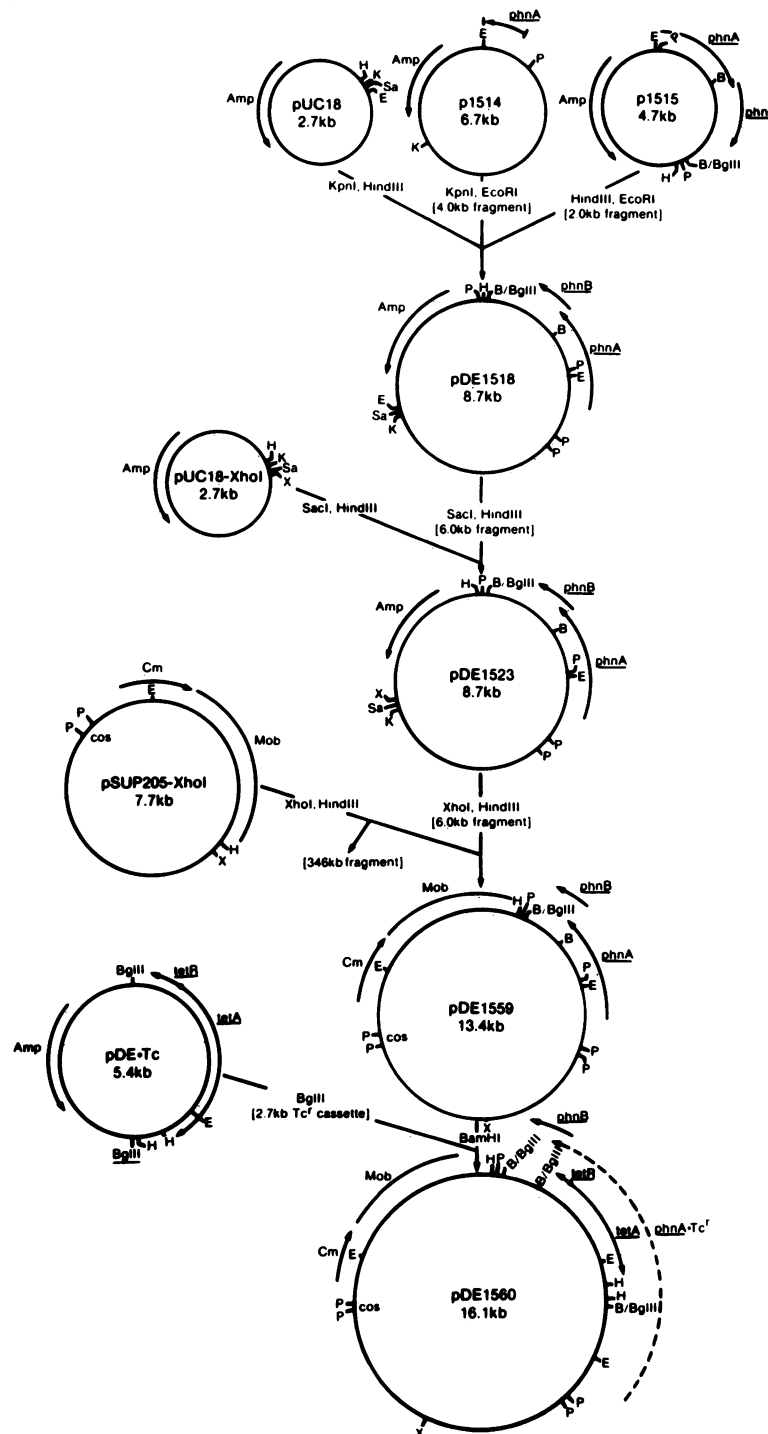 phnA
E
P
Amp
K
p1514
6.7kb
H
K
Sa
E
Amp
pUC18
2.7kb
E
P
phnA
B
Amp
p1515
4.7kb
phn
B/BglII
H
P
KpnI, HindIII
KpnI, EcoRI
[4.0kb fragment]
HindIII, EcoRI
[2.0kb fragment]
P
H
B/BglII
phnB
Amp
B
phnA
pDE1518
8.7kb
P
E
E
Sa
K
P
P
H
K
Sa
X
Amp
pUC18-XhoI
2.7kb
SacI, HindIII
SacI, HindIII
[6.0kb fragment]
H
P
B/BglII
phnB
Amp
B
phnA
pDE1523
8.7kb
P
E
X
Sa
K
P
P
Cm
E
P
P
cos
Mob
pSUP205-XhoI
7.7kb
H
X
XhoI, HindIII
XhoI, HindIII
[6.0kb fragment]
[346kb fragment]
Mob
H
P
B/BglII
phnB
B
phnA
Cm
E
P
E
pDE1559
13.4kb
P
P
cos
P
P
X
BglII
tetR
tetA
Amp
pDE•Tc
5.4kb
E
H
H
BglII
BglII
[2.7kb Tcr cassette]
BamHI
phnB
Mob
H
P
B/BglII
B/BglII
tetR
tetA
phnA•Tcr
Cm
E
E
pDE1560
16.1kb
P
P
cos
H
H
B/BglII
E
P
P
X